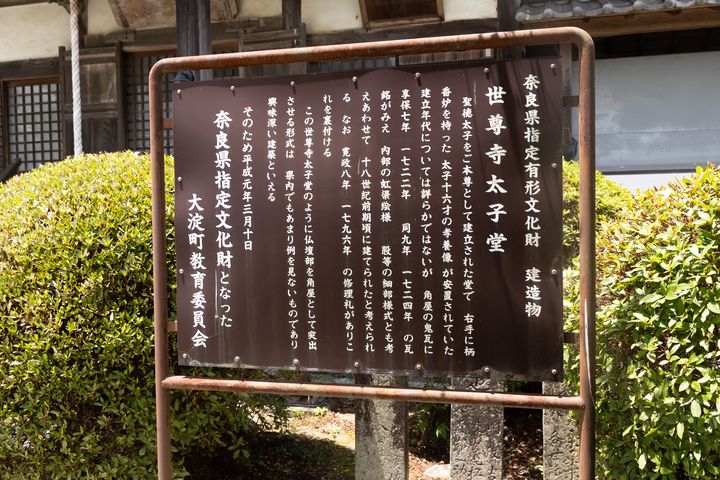 奈良県指定有形文化財　建造物
世尊寺太子堂
聖徳太子をご本尊として建立された堂で　右手に柄
香炉を持った太子十六才の孝養像が安置されていた
建立年代については詳らかではないが　角屋の鬼瓦に
享保七年　一七二二年　同九年　一七二四年　の瓦
銘がみえ　内部の虹梁絵様　股等の細部様式とも考
えあわせて　十八世紀前期頃に建てられたと考えられ
る　なお　寛政八年　一七九六年　の修理札がありこ
れを裏付ける
この世尊寺太子堂のように仏壇部を角屋として突出
させる形式は　県内でもあまり例を見ないものであり
興味深い建築といえる
そのため平成元年三月十日
奈良県指定文化財となった
大淀町教育委員会